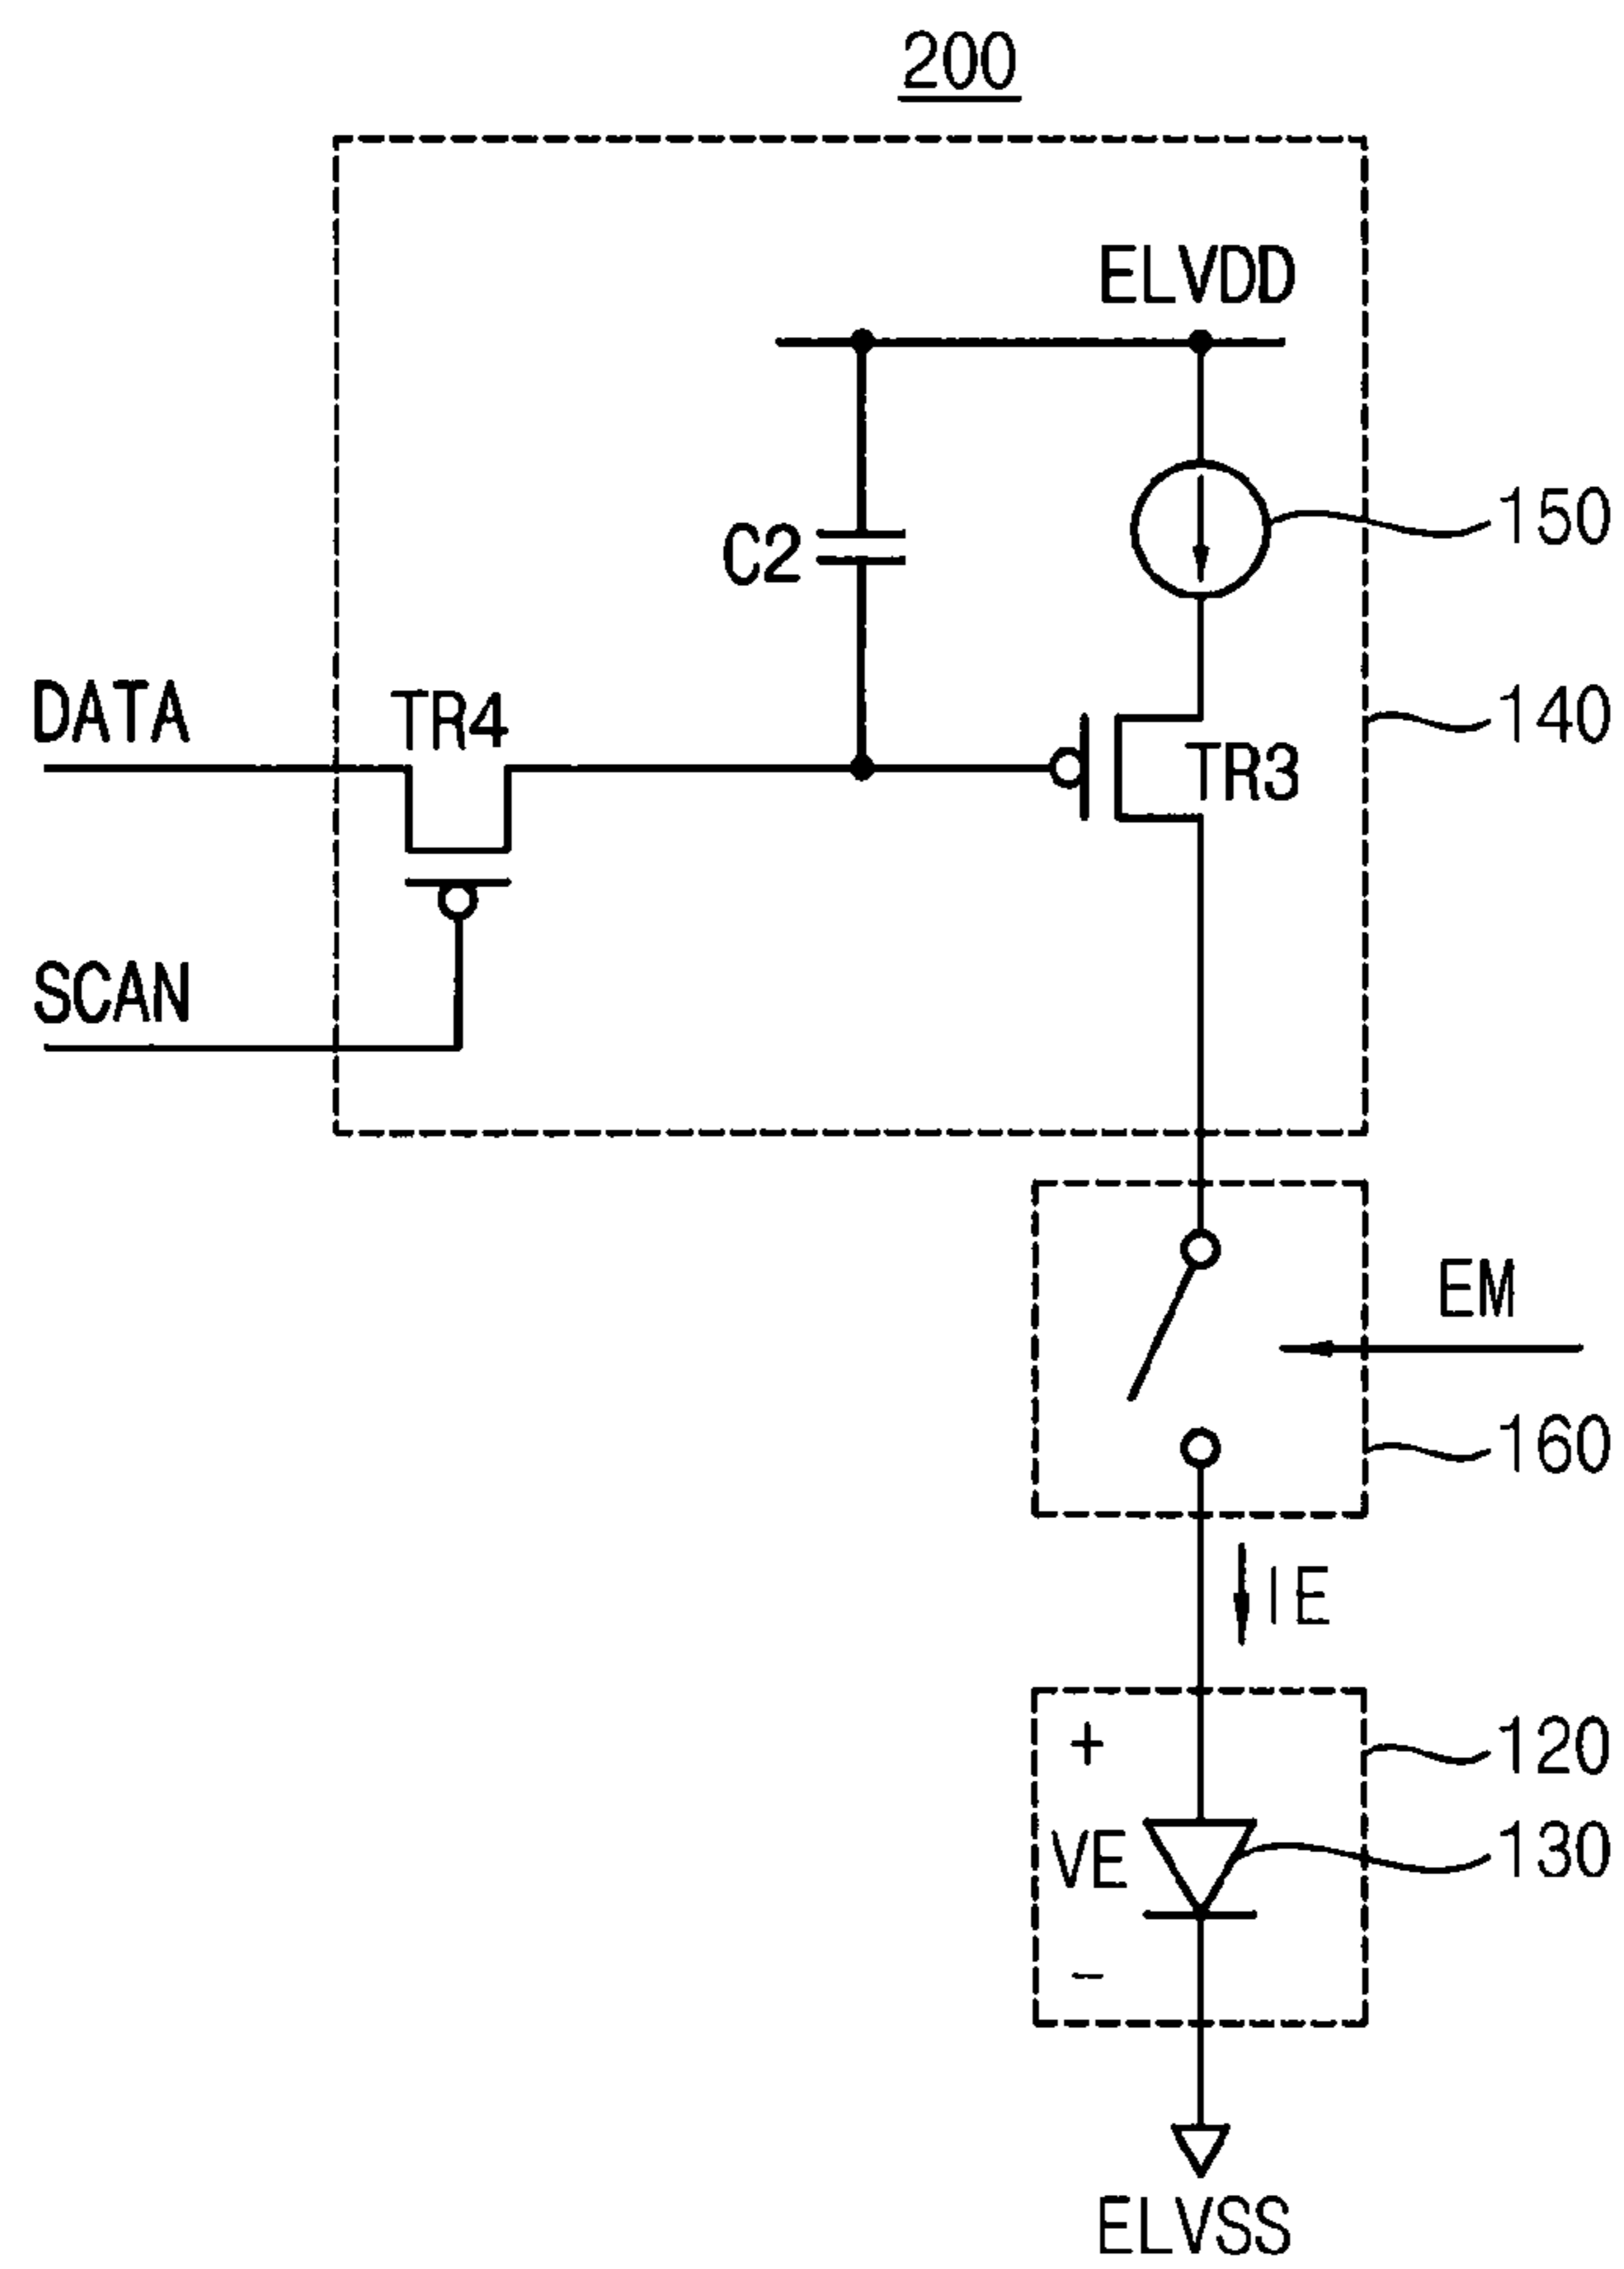 200
ELVDD
150
C2
DATA
TR4
140
TR3
SCAN
EM
160
IE
+
120
VE
130
-
ELVSS